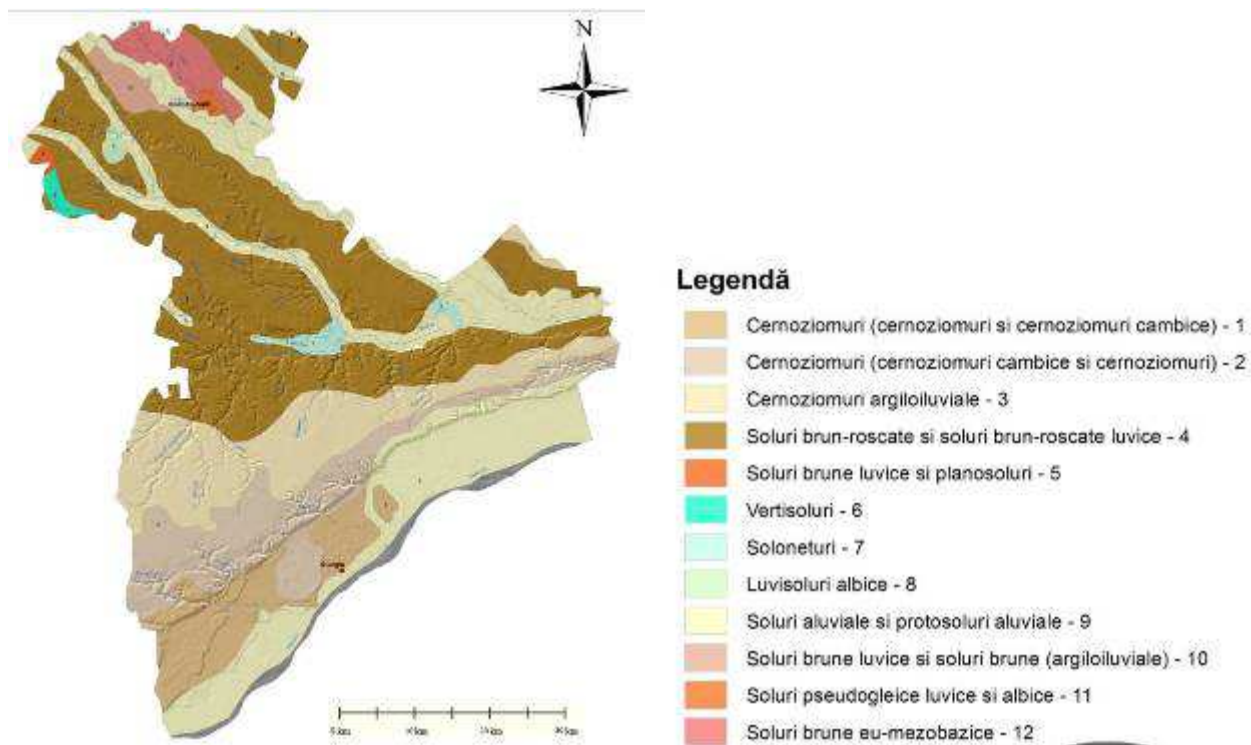 N
Legendă
Cernoziomuri (cernoziomuri si cernoziomuri cambice) - 1
Cernoziomuri (cernoziomuri cambice si cernoziomuri) - 2
Cernoziomuri argiloiluviale - 3
Soluri brun-roscate si soluri brun-roscate luvice - 4
Soluri brune luvice si planosoluri - 5
Vertisoluri - 6
Soloneturi - 7
Luvisoluri albice - 8
Soluri aluviale si protosoluri aluviale - 9
Soluri brune luvice si soluri brune (argiloiluviale) - 10
Soluri pseudogleice luvice si albice - 11
Soluri brune eu-mezobazice - 12